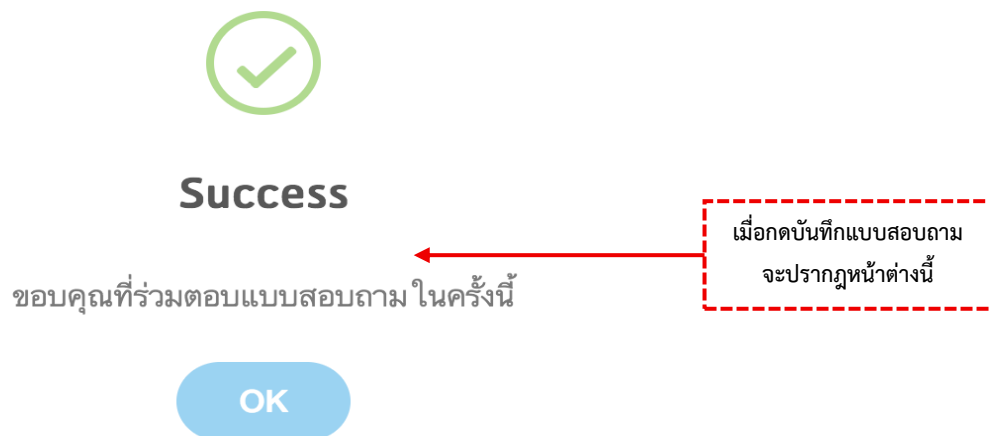 Success
ขอบคุณที่ร่วมตอบแบบสอบถาม ในครั้งนี้
OK
เมื่อกดบันทึกแบบสอบถาม
จะปรากฎหน้าต่างนี้